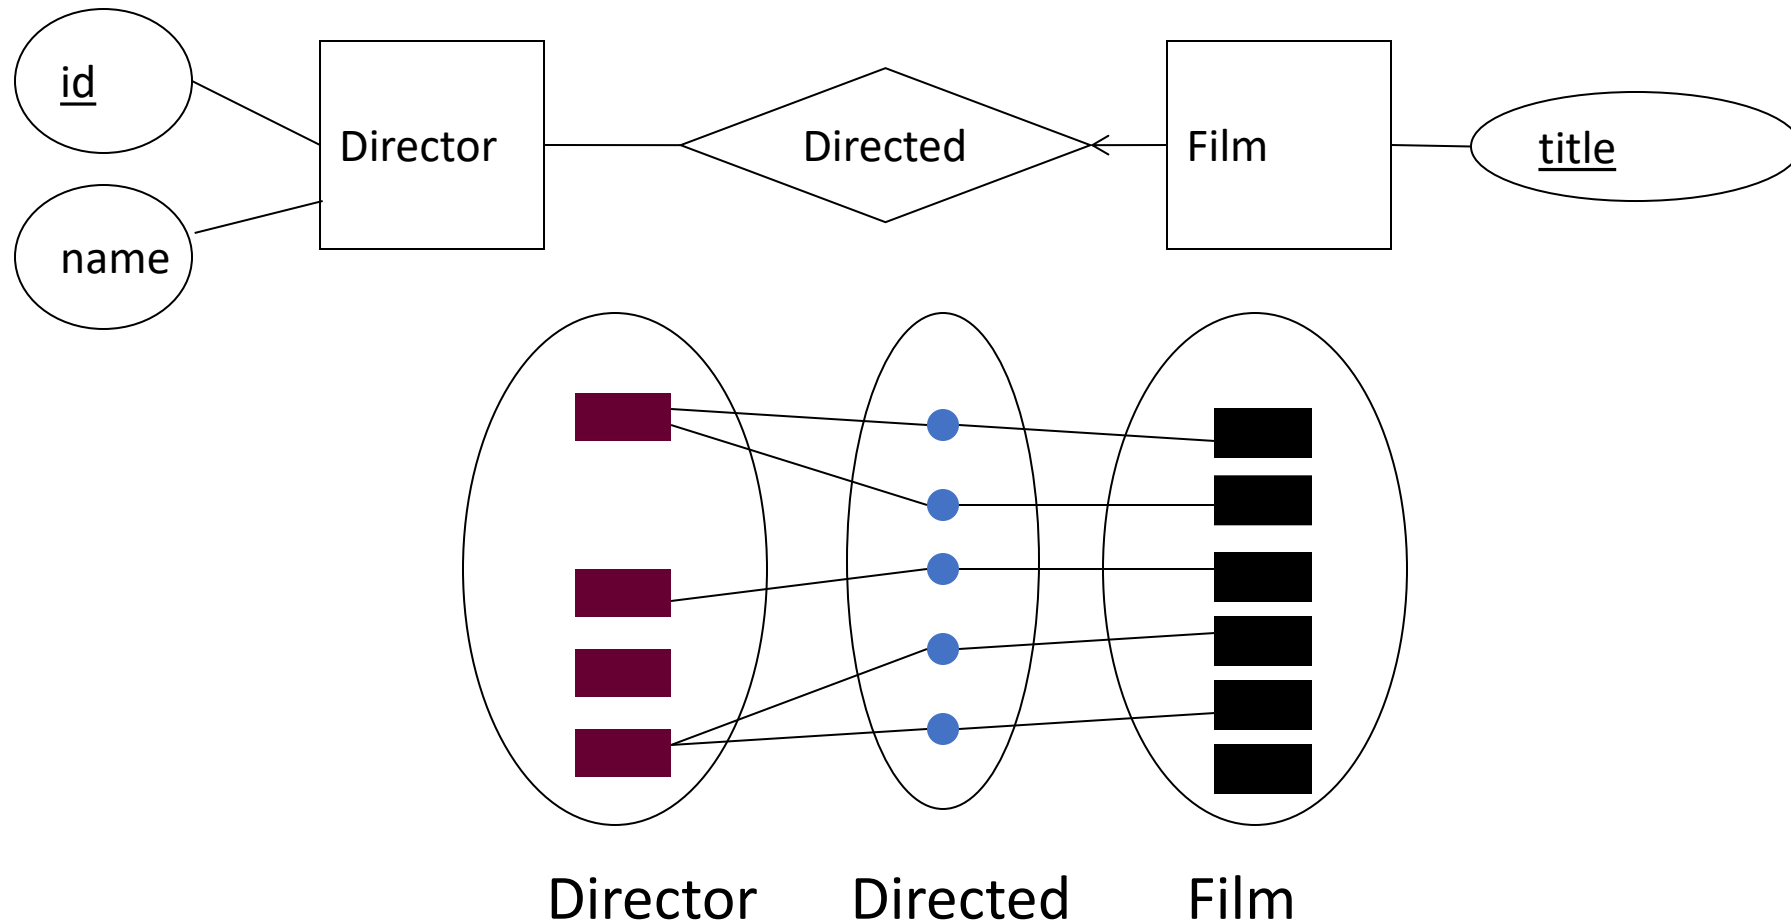 id
name
Director
Directed
Film
title
Director
Directed
Film